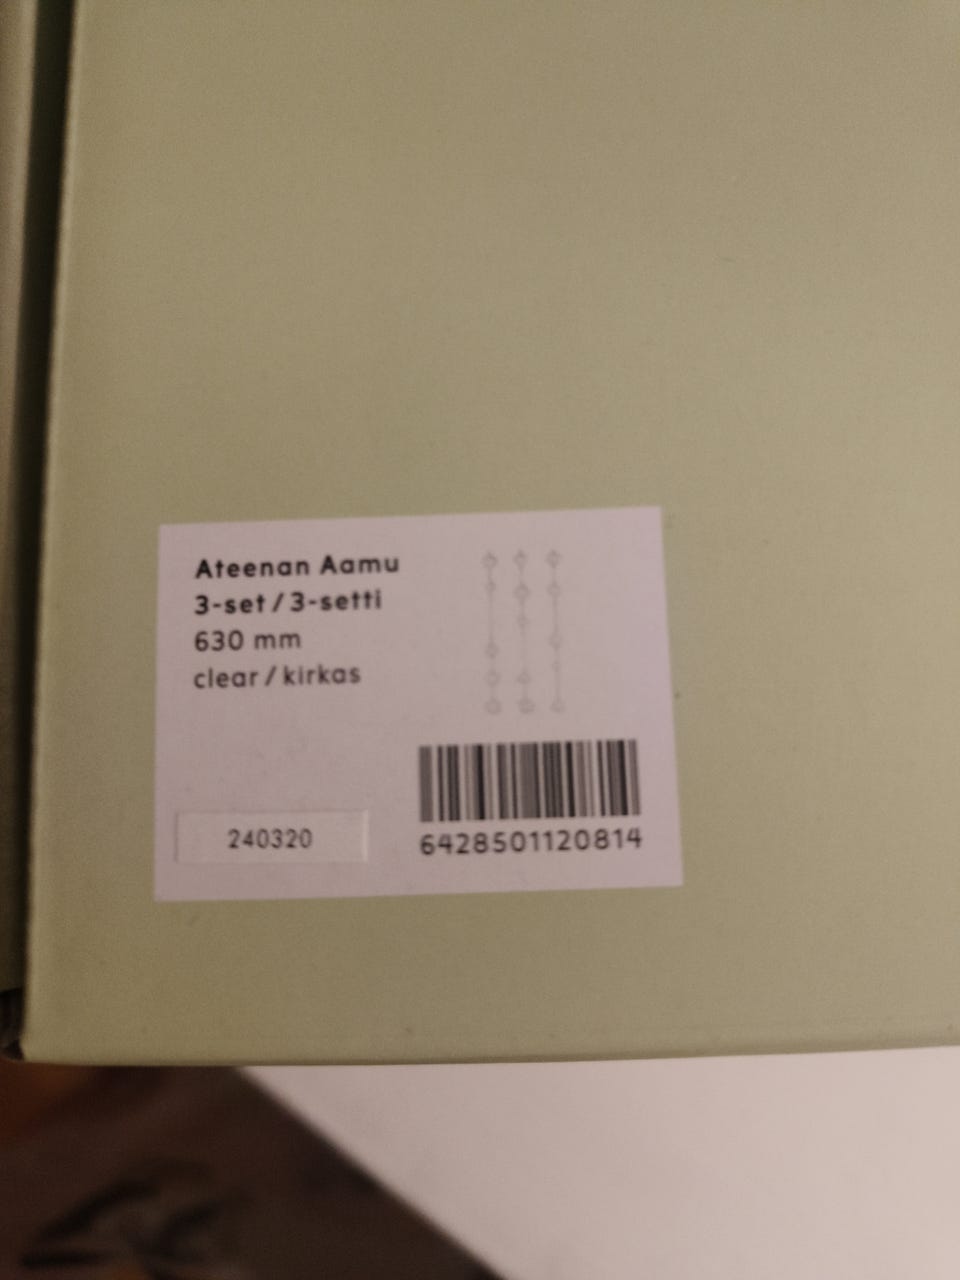 Ateenan Aamu
3-set / 3-setti
630 mm
clear / kirkas
240320
6428501120814